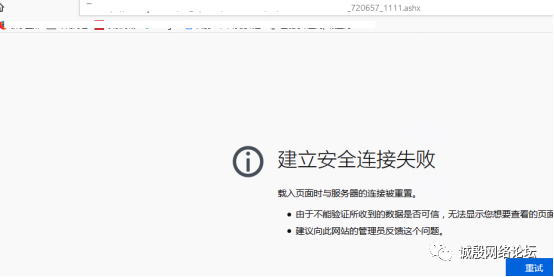 _720657_1111.ashx
建立安全连接失败
载入页面时与服务器的连接被重置。
由于不能验证所收到的数据是否可信，无法显示您想要查看的页面
建议向此网站的管理员反馈这个问题。
诚殷网络论坛
重试